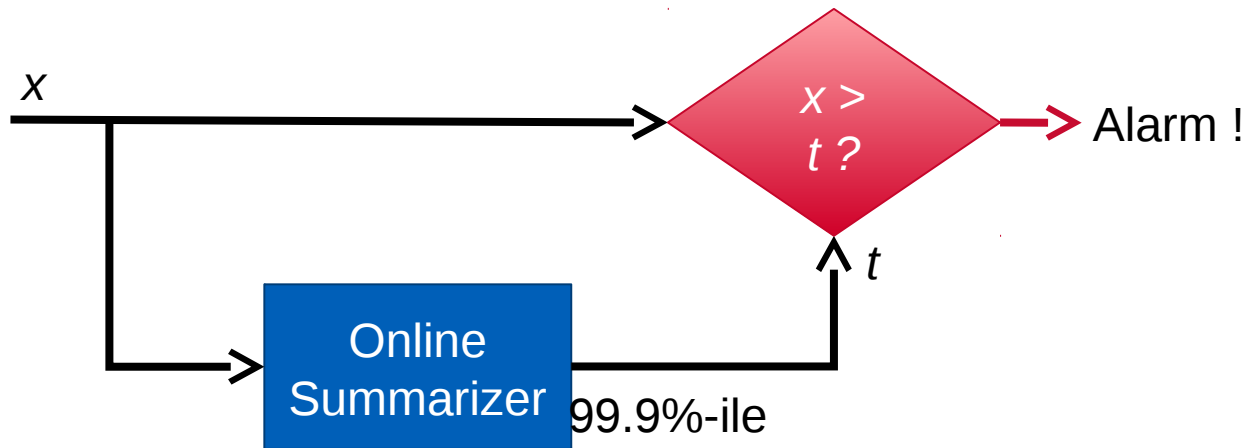 x
x >
t ?
Alarm !
t
Online
Summarizer
99.9%-ile